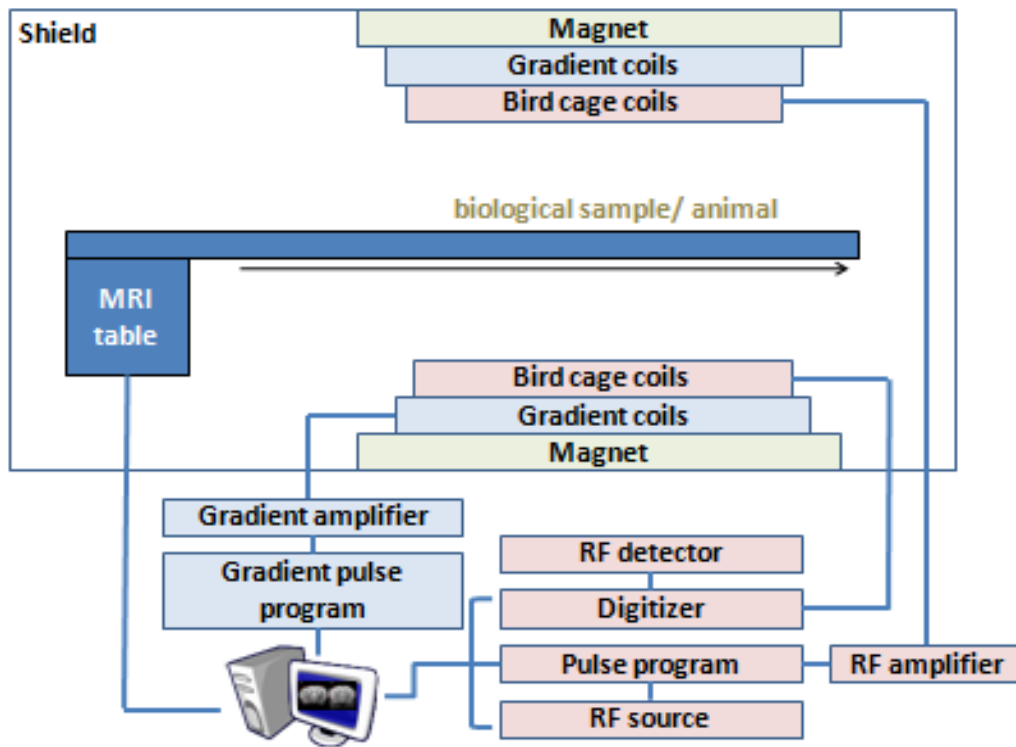 Shield
Magnet
Gradient coils
Bird cage coils
biological sample/ animal
MRI
table
Bird cage coils
Gradient coils
Magnet
Gradient amplifier
Gradient pulse
program
RF detector
Digitizer
Pulse program
RF amplifier
RF source